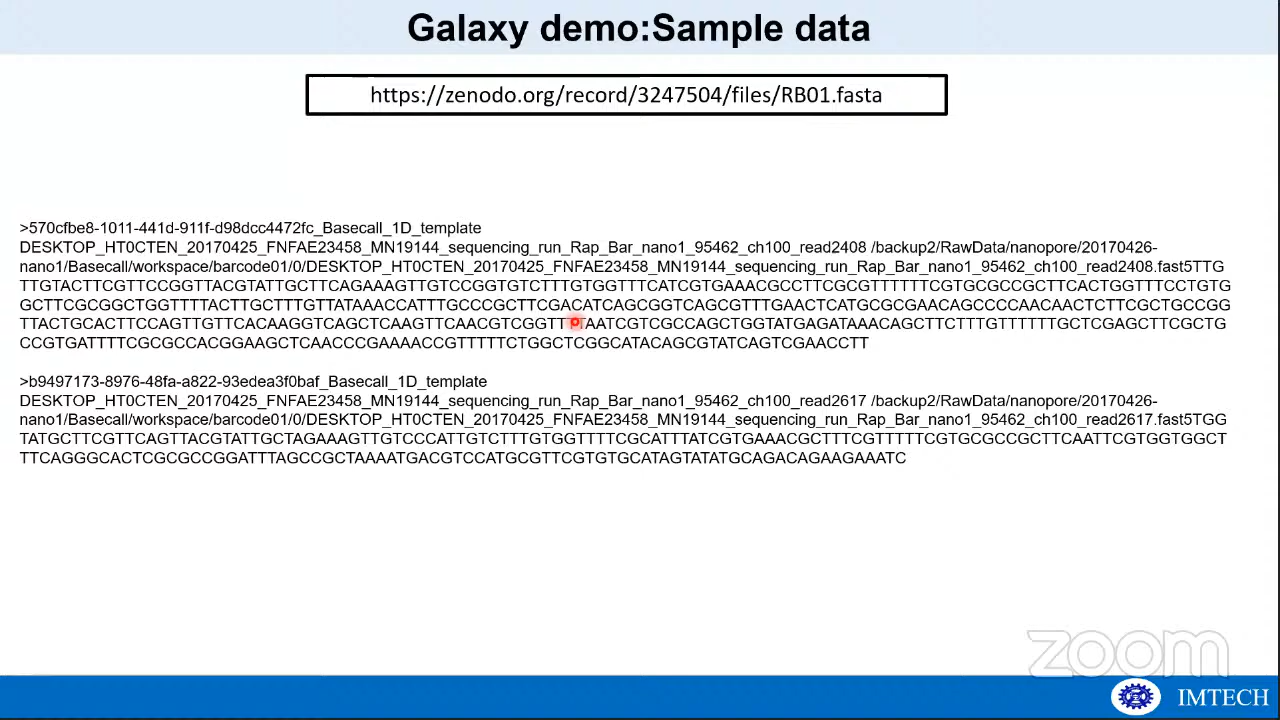 Galaxy demo:Sample data
https://zenodo.org/record/3247504/files/RB01.fasta
>570cfbe8-1011-441d-911f-d98dcc4472fc_Basecall_1D_template
DESKTOP_HT0CTEN_20170425_FNFAE23458_MN19144_sequencing_run_Rap_Bar_nano1_95462_ch100_read2408 /backup2/RawData/nanopore/20170426-
nano1/Basecall/workspace/barcode01/0/DESKTOP_HT0CTEN_20170425_FNFAE23458_MN19144_sequencing_run_Rap_Bar_nano1_95462_ch100_read2408.fast5TTG
TTGTACTTCGTTCCGGTTACGTATTGCTTCAGAAAGTTGTCCGGTGTCTTTGTGGTTTCATCGTGAAACGCCTTCGCGTTTTTTCGTGCGCCGCTTCACTGGTTTCCTGTG
GCTTCGCGGCTGGTTTTACTTGCTTTGTTATAAACCATTTGCCCGCTTCGACATCAGCGGTCAGCGTTTGAACTCATGCGCGAACAGCCCCAACAACTCTTCGCTGCCGG
TTACTGCACTTCCAGTTGTTCACAAGGTCAGCTCAAGTTCAACGTCGGTT TAATCGTCGCCAGCTGGTATGAGATAAACAGCTTCTTTGTTTTTTGCTCGAGCTTCGCTG
CCGTGATTTTCGCGCCACGGAAGCTCAACCCGAAAACCGTTTTTCTGGCTCGGCATACAGCGTATCAGTCGAACCTT
>b9497173-8976-48fa-a822-93edea3f0baf_Basecall_1D_template
DESKTOP_HT0CTEN_20170425_FNFAE23458_MN19144_sequencing_run_Rap_Bar_nano1_95462_ch100_read2617 /backup2/RawData/nanopore/20170426-
nano1/Basecall/workspace/barcode01/0/DESKTOP_HT0CTEN_20170425_FNFAE23458_MN19144_sequencing_run_Rap_Bar_nano1_95462_ch100_read2617.fast5TGG
TATGCTTCGTTCAGTTACGTATTGCTAGAAAGTTGTCCCATTGTCTTTGTGGTTTTCGCATTTATCGTGAAACGCTTTCGTTTTTCGTGCGCCGCTTCAATTCGTGGTGGCT
TTCAGGGCACTCGCGCCGGATTTAGCCGCTAAAATGACGTCCATGCGTTCGTGTGCATAGTATATGCAGACAGAAGAAATC
zoom
IMTECH